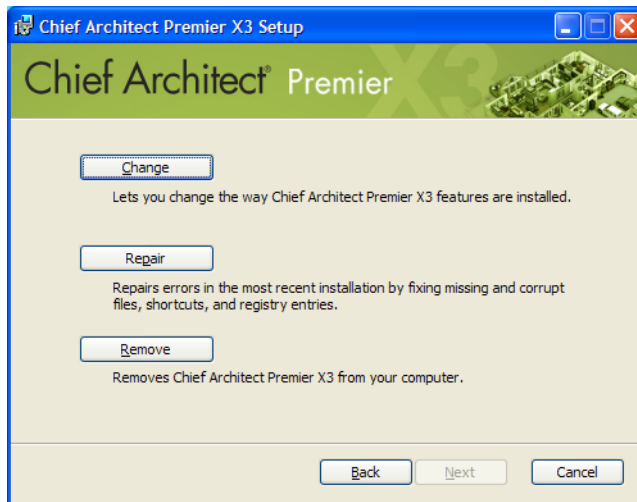 Chief Architect Premier X3 Setup
Chief Architect® Premier X3
Change
Lets you change the way Chief Architect Premier X3 features are installed.
Repair
Repairs errors in the most recent installation by fixing missing and corrupt
files, shortcuts, and registry entries.
Remove
Removes Chief Architect Premier X3 from your computer.
Back Next Cancel